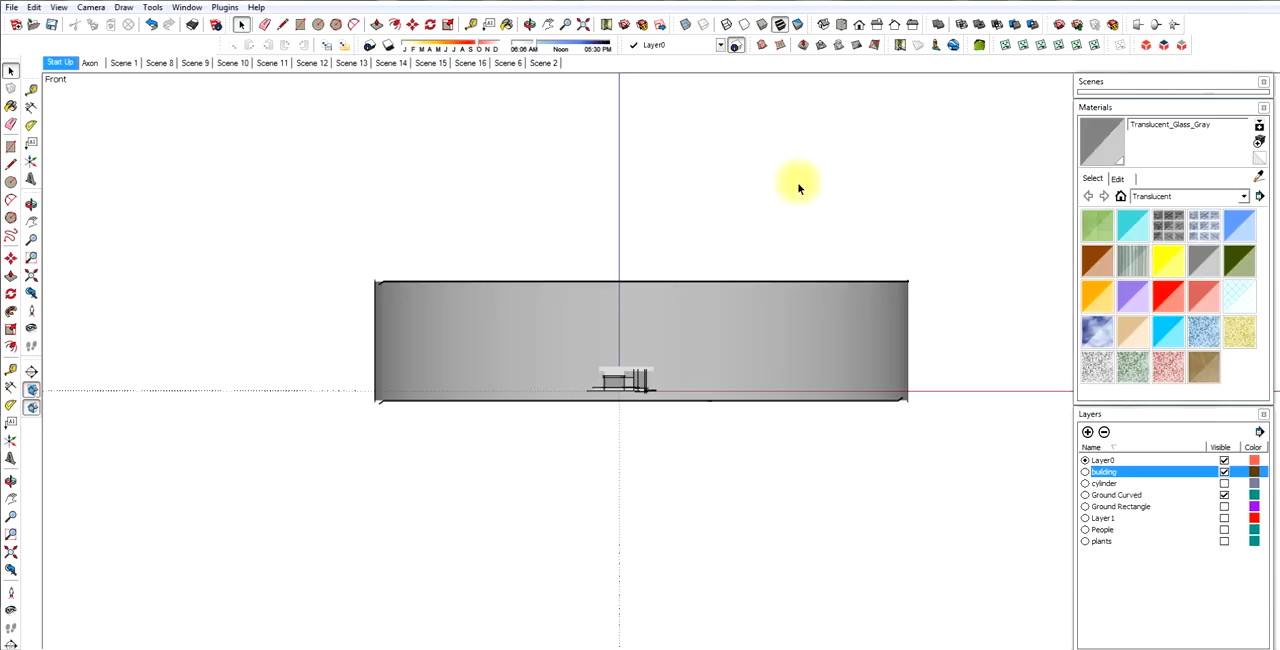 File Edit View Camera Draw Tools Window Plugins Help
J F M A M J J A S O N D 06:06 AM Noon 05:30 PM Layer0
Start Up Axon Scene 1 Scene 8 Scene 9 Scene 10 Scene 11 Scene 12 Scene 13 Scene 14 Scene 15 Scene 16 Scene 6 Scene 2
Front
Scenes
Materials
Translucent_Glass_Gray
Select Edit
Translucent
Layers
Name Visible Color
Layer0
building
cylinder
Ground Curved
Ground Rectangle
Layer1
People
plants